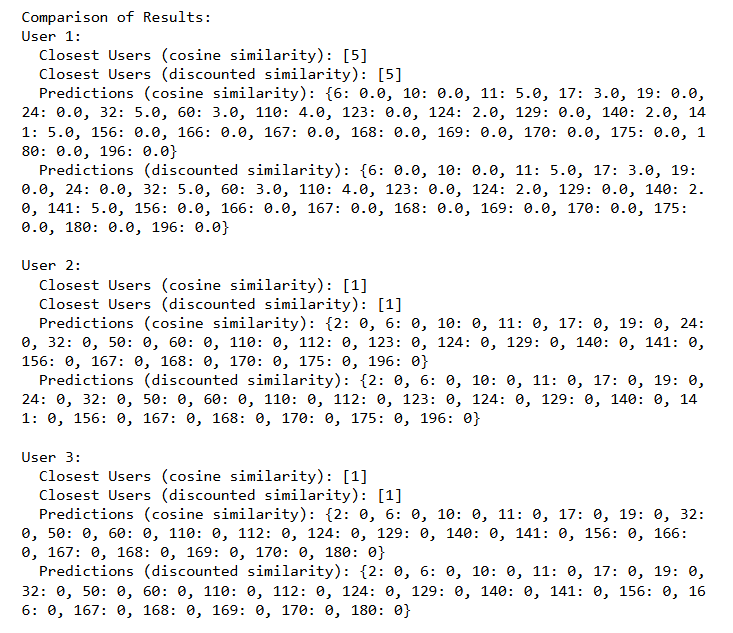 Comparison of Results:
User 1:
  Closest Users (cosine similarity): [5]
  Closest Users (discounted similarity): [5]
  Predictions (cosine similarity): {6: 0.0, 10: 0.0, 11: 5.0, 17: 3.0, 19: 0.0,
24: 0.0, 32: 5.0, 60: 3.0, 110: 4.0, 123: 0.0, 124: 2.0, 129: 0.0, 140: 2.0, 14
1: 5.0, 156: 0.0, 166: 0.0, 167: 0.0, 168: 0.0, 169: 0.0, 170: 0.0, 175: 0.0, 1
80: 0.0, 196: 0.0}
  Predictions (discounted similarity): {6: 0.0, 10: 0.0, 11: 5.0, 17: 3.0, 19:
0.0, 24: 0.0, 32: 5.0, 60: 3.0, 110: 4.0, 123: 0.0, 124: 2.0, 129: 0.0, 140: 2.
0, 141: 5.0, 156: 0.0, 166: 0.0, 167: 0.0, 168: 0.0, 169: 0.0, 170: 0.0, 175:
0.0, 180: 0.0, 196: 0.0}

User 2:
  Closest Users (cosine similarity): [1]
  Closest Users (discounted similarity): [1]
  Predictions (cosine similarity): {2: 0, 6: 0, 10: 0, 11: 0, 17: 0, 19: 0, 24:
0, 32: 0, 50: 0, 60: 0, 110: 0, 112: 0, 123: 0, 124: 0, 129: 0, 140: 0, 141: 0,
156: 0, 167: 0, 168: 0, 170: 0, 175: 0, 196: 0}
  Predictions (discounted similarity): {2: 0, 6: 0, 10: 0, 11: 0, 17: 0, 19: 0,
24: 0, 32: 0, 50: 0, 60: 0, 110: 0, 112: 0, 123: 0, 124: 0, 129: 0, 140: 0, 14
1: 0, 156: 0, 167: 0, 168: 0, 170: 0, 175: 0, 196: 0}

User 3:
  Closest Users (cosine similarity): [1]
  Closest Users (discounted similarity): [1]
  Predictions (cosine similarity): {2: 0, 6: 0, 10: 0, 11: 0, 17: 0, 19: 0, 32:
0, 50: 0, 60: 0, 110: 0, 112: 0, 124: 0, 129: 0, 140: 0, 141: 0, 156: 0, 166:
0, 167: 0, 168: 0, 169: 0, 170: 0, 180: 0}
  Predictions (discounted similarity): {2: 0, 6: 0, 10: 0, 11: 0, 17: 0, 19: 0,
32: 0, 50: 0, 60: 0, 110: 0, 112: 0, 124: 0, 129: 0, 140: 0, 141: 0, 156: 0, 16
6: 0, 167: 0, 168: 0, 169: 0, 170: 0, 180: 0}